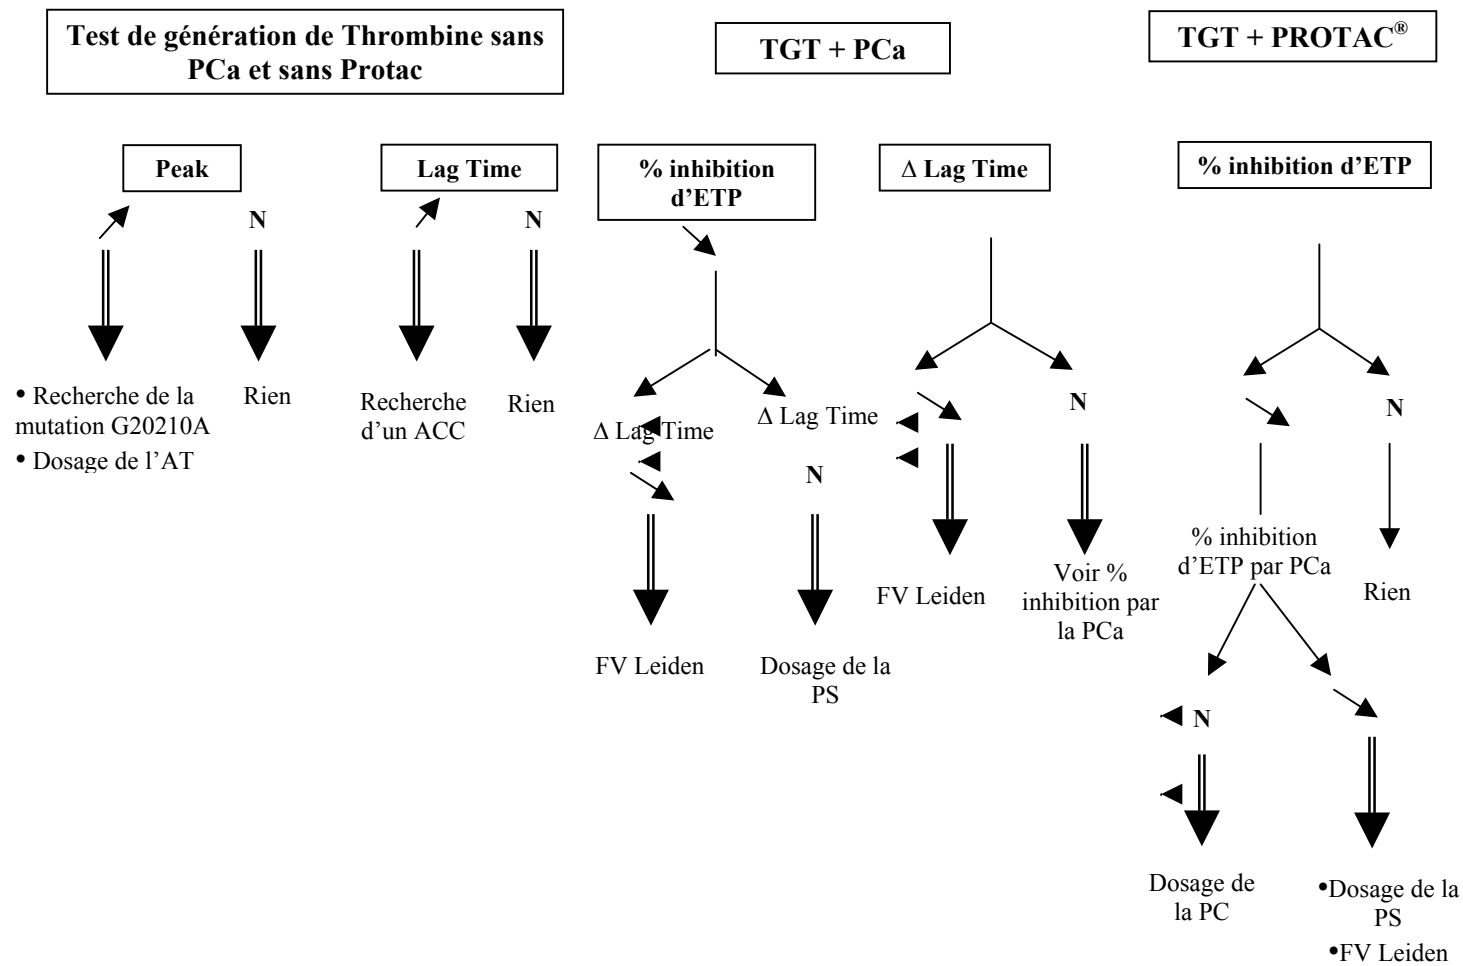 Test de génération de Thrombine sans
PCa et sans Protac
TGT + PCa
TGT + PROTAC®
Peak
Lag Time
% inhibition
d’ETP
Δ Lag Time
% inhibition d’ETP
N
N
• Recherche de la
mutation G20210A
• Dosage de l’AT
Rien
Recherche
d’un ACC
Rien
Δ Lag Time
Δ Lag Time
N
FV Leiden
Dosage de la
PS
N
FV Leiden
Voir %
inhibition par
la PCa
N
% inhibition
d’ETP par PCa
Rien
N
Dosage de
la PC
•Dosage de la
PS
•FV Leiden